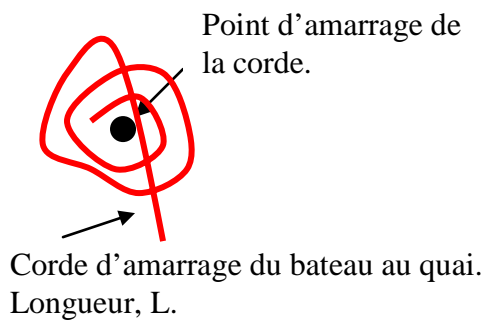 Point d'amarrage de
la corde.
Corde d'amarrage du bateau au quai.
Longueur, L.